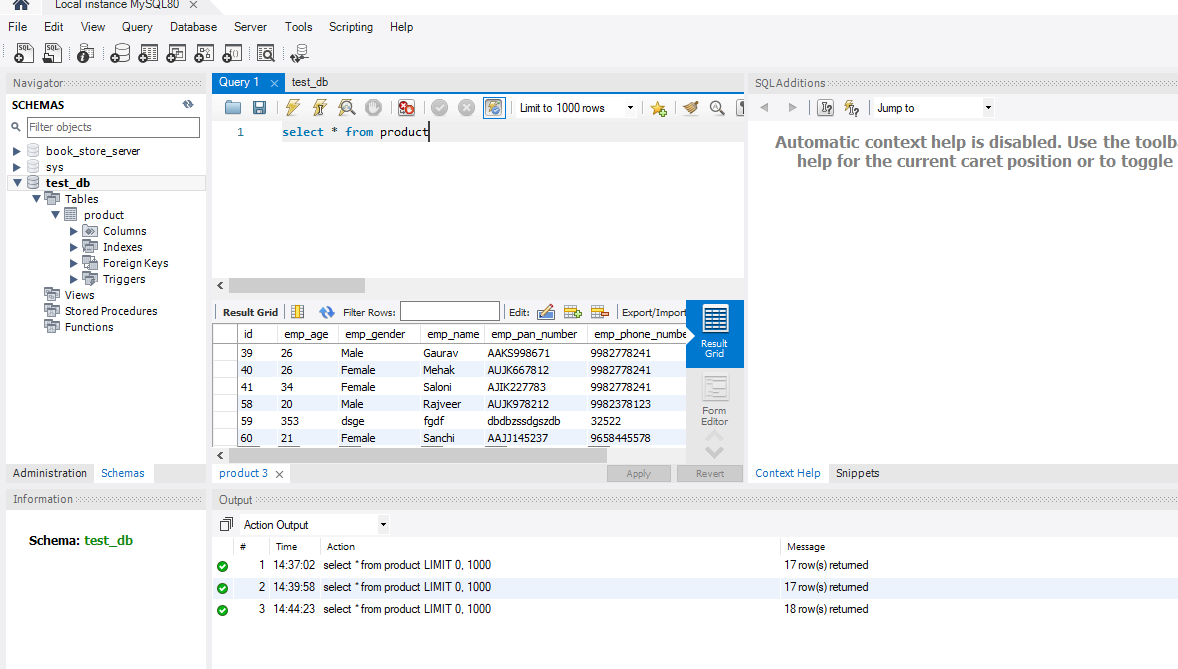 Local instance MySQL80 ×
File Edit View Query Database Server Tools Scripting Help
Navigator
SCHEMAS
Filter objects
book_store_server
sys
test_db
Tables
product
Columns
Indexes
Foreign Keys
Triggers
Views
Stored Procedures
Functions
Administration Schemas
Information
Schema: test_db
Query 1 × test_db
Limit to 1000 rows
1 select * from product
Result Grid Filter Rows: Edit: Export/Import
id emp_age emp_gender emp_name emp_pan_number emp_phone_numbe
39 26 Male Gaurav AAKS998671 9982778241
40 26 Female Mehak AUJK667812 9982778241
41 34 Female Saloni AJIK227783 9982778241
58 20 Male Rajveer AUJK978212 9982378123
59 353 dsge fgdf dbdbzssdgszdb 32522
60 21 Female Sanchi AAJJ145237 9658445578
Result
Grid
Form
Editor
product 3 × Apply Revert
SQLAdditions
Jump to
Automatic context help is disabled. Use the toolba
help for the current caret position or to toggle
Context Help Snippets
Output
Action Output
# Time Action Message
1 14:37:02 select * from product LIMIT 0, 1000 17 row(s) returned
2 14:39:58 select * from product LIMIT 0, 1000 17 row(s) returned
3 14:44:23 select * from product LIMIT 0, 1000 18 row(s) returned